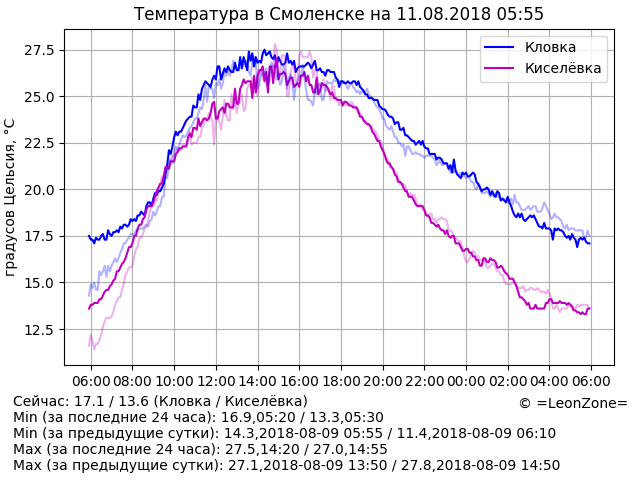 Температура в Смоленске на 11.08.2018 05:55
Кловка
Киселёвка
градусов Цельсия, °C
27.5
25.0
22.5
20.0
17.5
15.0
12.5
06:00 08:00 10:00 12:00 14:00 16:00 18:00 20:00 22:00 00:00 02:00 04:00 06:00
Сейчас: 17.1 / 13.6 (Кловка / Киселёвка)
© =LeonZone=
Min (за последние 24 часа): 16.9,05:20 / 13.3,05:30
Min (за предыдущие сутки): 14.3,2018-08-09 05:55 / 11.4,2018-08-09 06:10
Max (за последние 24 часа): 27.5,14:20 / 27.0,14:55
Max (за предыдущие сутки): 27.1,2018-08-09 13:50 / 27.8,2018-08-09 14:50